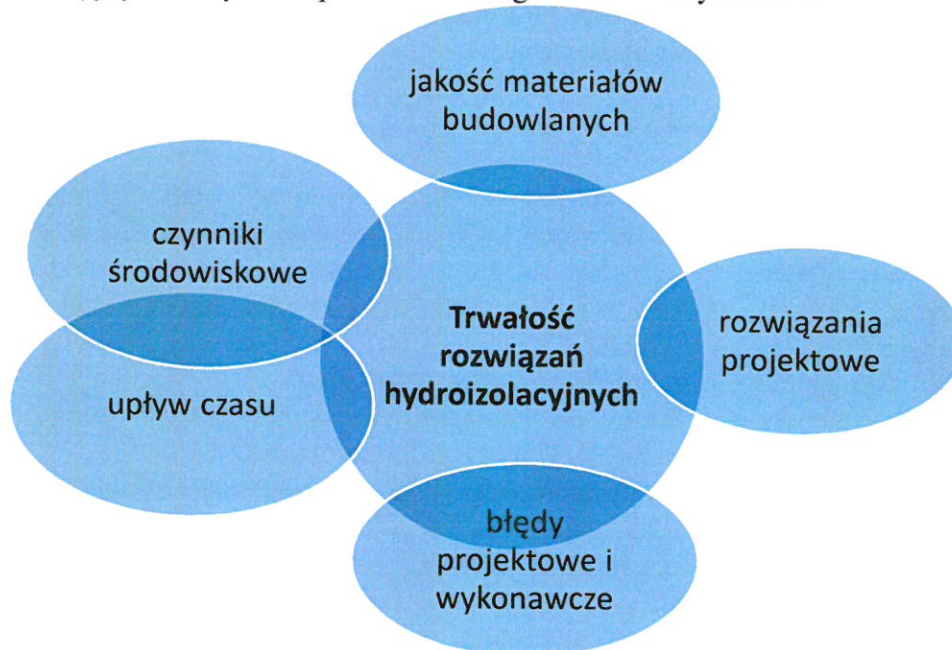 jakość materiałów
budowlanych
czynniki
środowiskowe
Trwałość
rozwiązań
hydroizolacyjnych
rozwiązania
projektowe
upływ czasu
błędy
projektowe i
wykonawcze